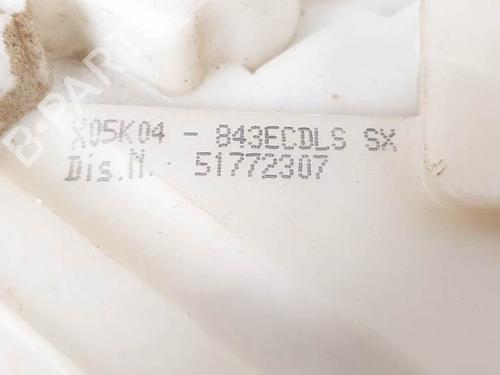 X05K04 - 843ECDLS SX
Dis.N. 51772307
B-PARTS